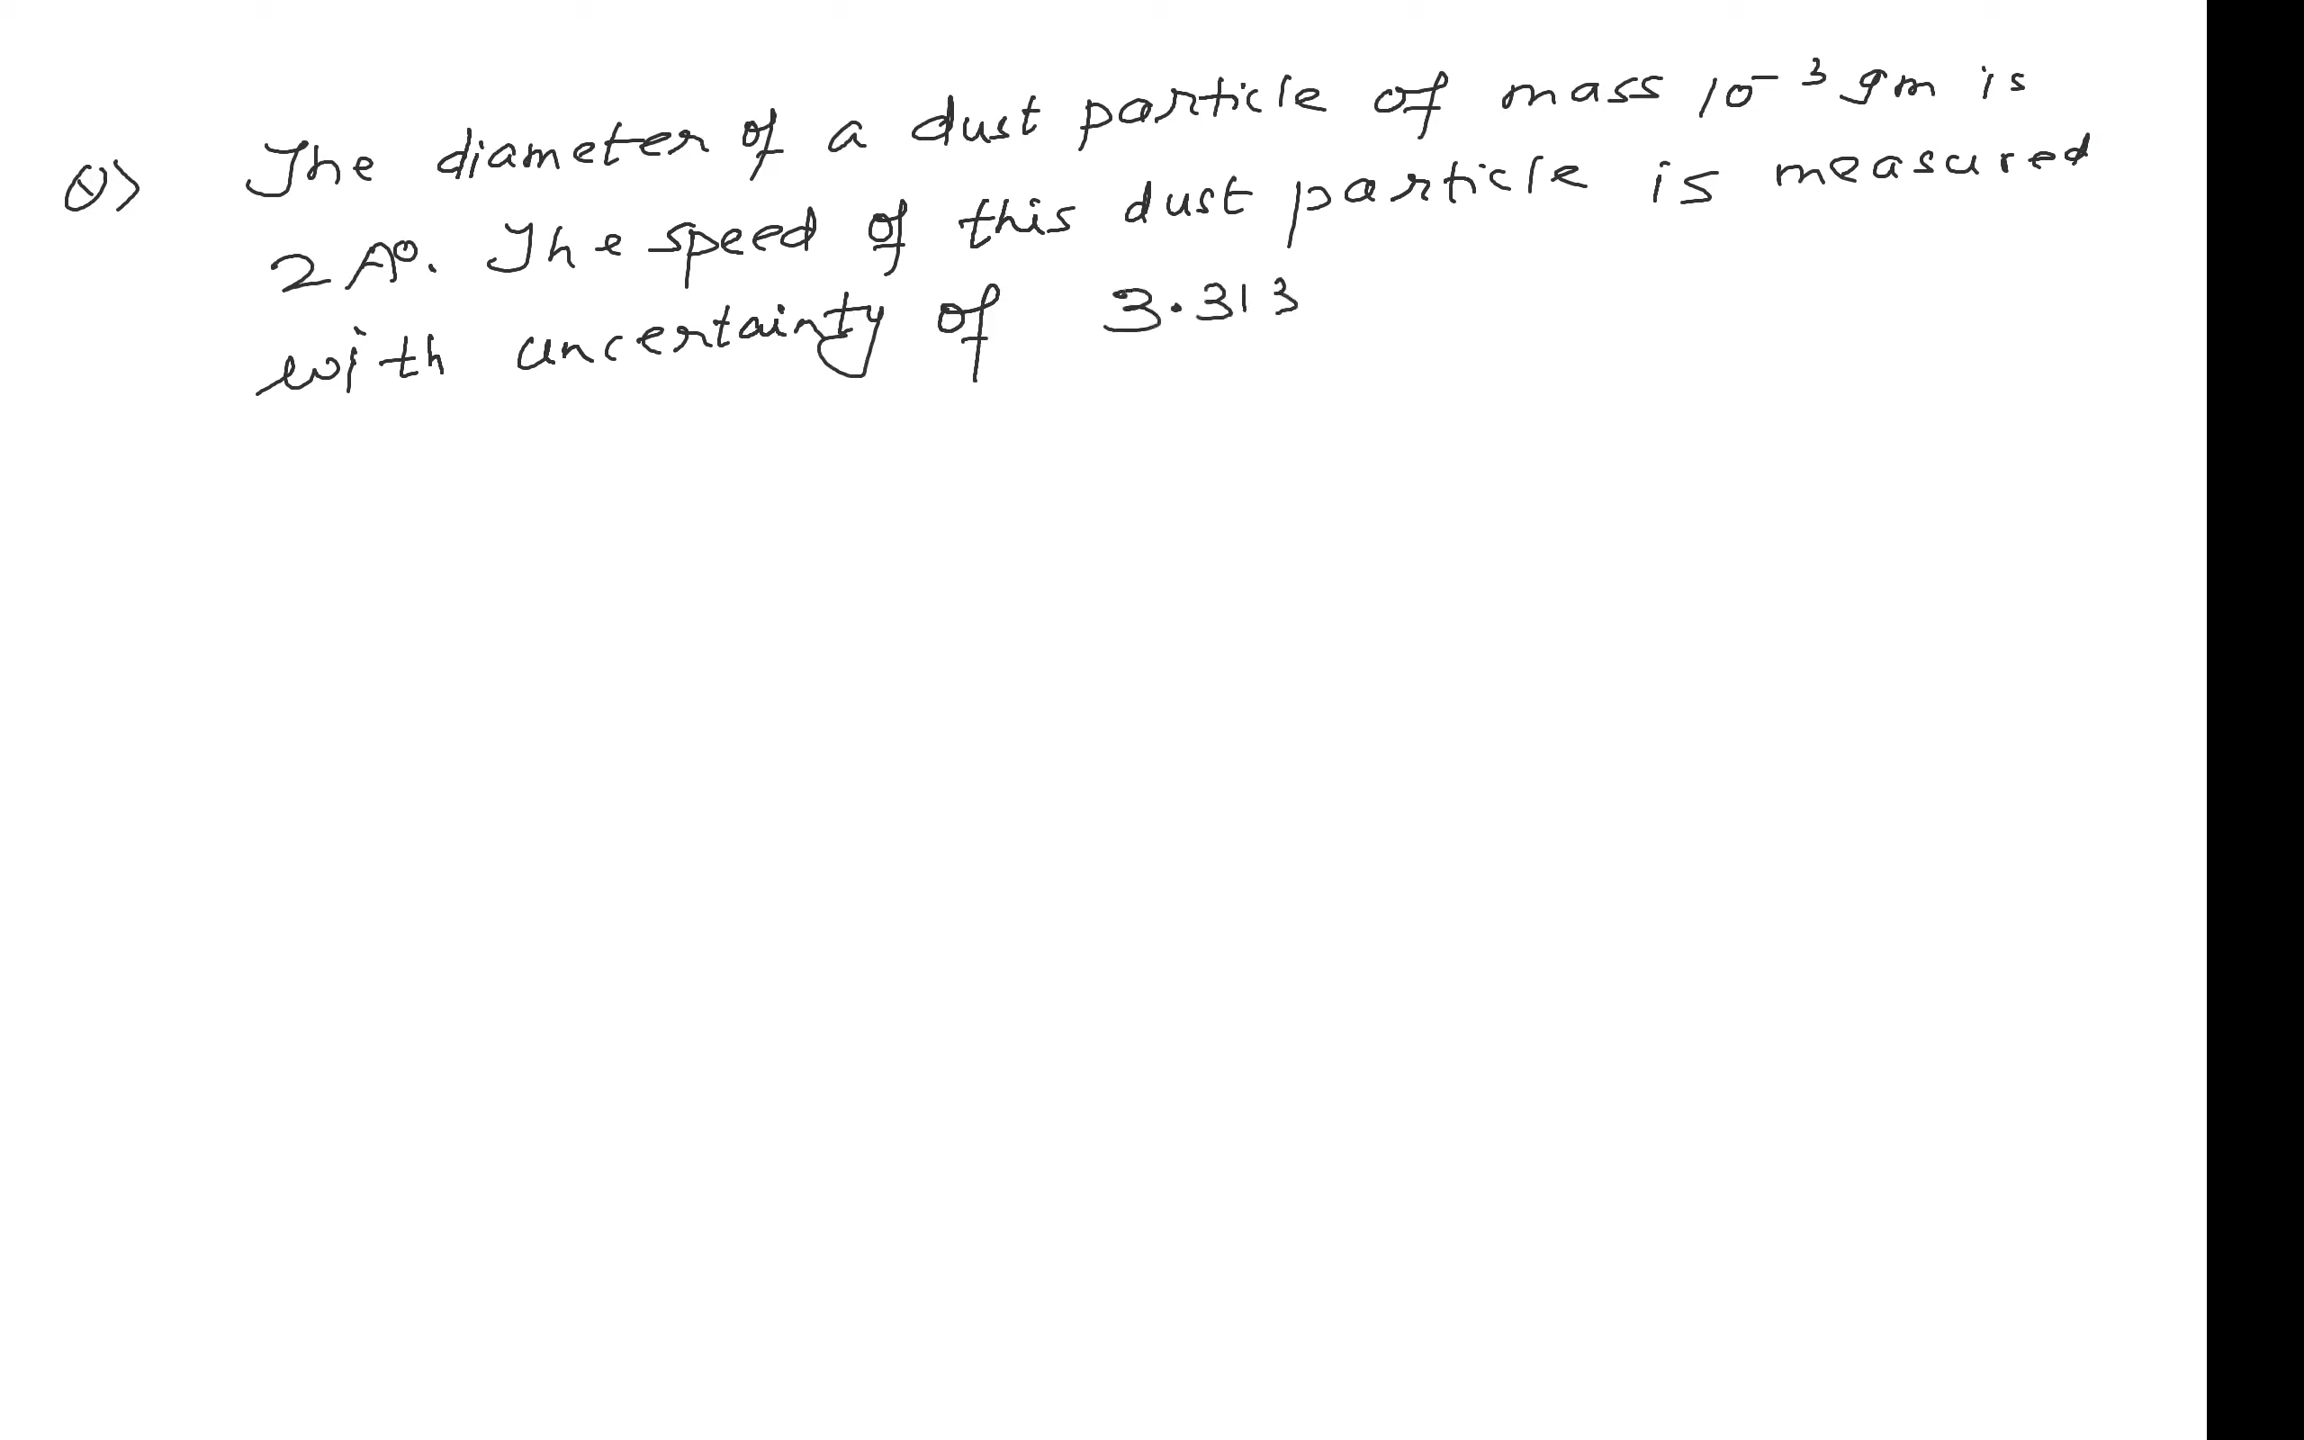 Q> The diameter of a dust particle of mass 10⁻³ gm is
2 A°. The speed of this dust particle is measured
with uncertainty of 3.313